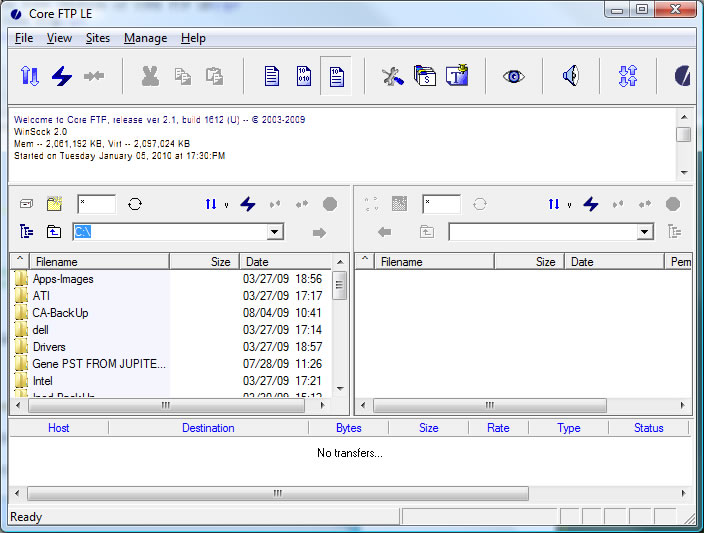 Core FTP LE
File View Sites Manage Help
Welcome to Core FTP, release ver 2.1, build 1612 (U) -- © 2003-2009
WinSock 2.0
Mem -- 2,061,192 KB, Virt -- 2,097,024 KB
Started on Tuesday January 05, 2010 at 17:30:PM
* *
C:\
^ Filename Size Date ^ Filename Size Date Perm
Apps-Images 03/27/09 18:56
ATI 03/27/09 17:17
CA-BackUp 08/04/09 10:41
dell 03/27/09 17:14
Drivers 03/27/09 18:57
Gene PST FROM JUPITE... 07/28/09 11:26
Intel 03/27/09 17:21
Host Destination Bytes Size Rate Type Status
No transfers...
Ready